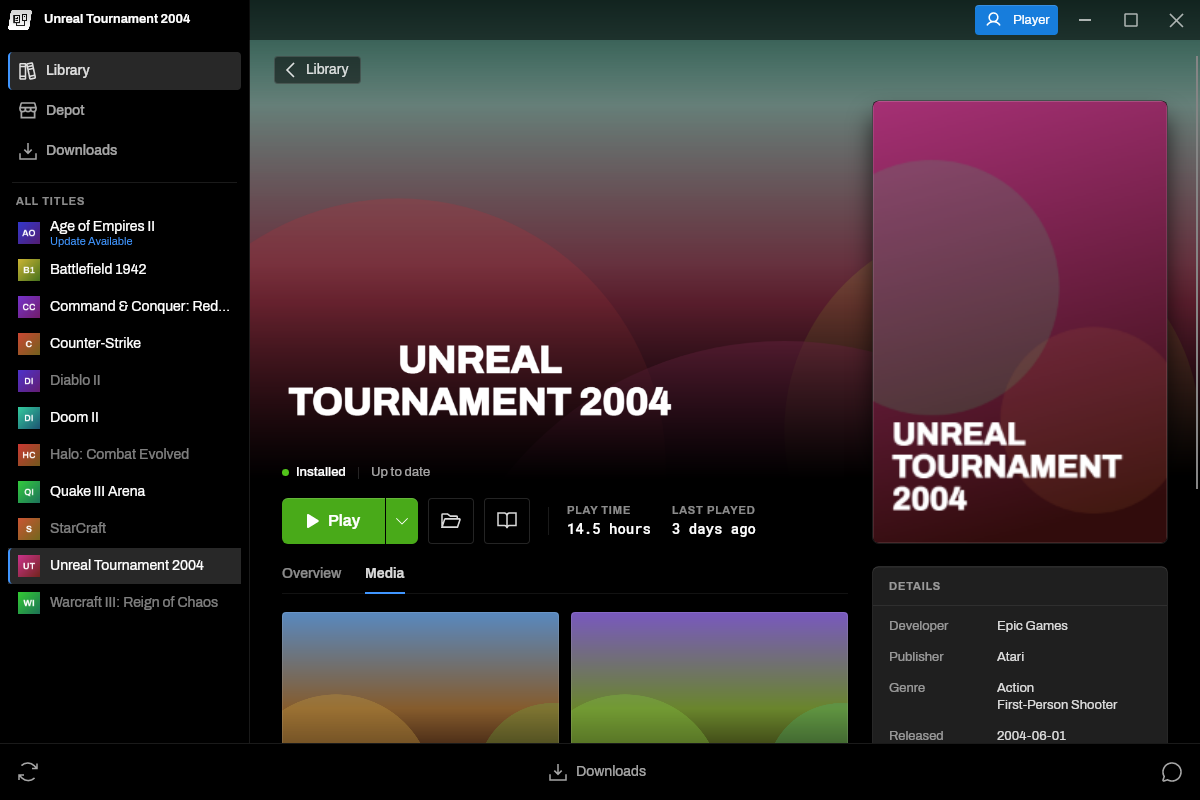 Unreal Tournament 2004
Player
Library
Depot
Downloads
ALL TITLES
AO
Age of Empires II
Update Available
B1
Battlefield 1942
CC
Command & Conquer: Red...
C
Counter-Strike
DI
Diablo II
DI
Doom II
HC
Halo: Combat Evolved
QI
Quake III Arena
S
StarCraft
UT
Unreal Tournament 2004
WI
Warcraft III: Reign of Chaos
Library
UNREAL
TOURNAMENT 2004
Installed
Up to date
Play
PLAY TIME
14.5 hours
LAST PLAYED
3 days ago
Overview
Media
UNREAL
TOURNAMENT
2004
DETAILS
Developer
Epic Games
Publisher
Atari
Genre
Action
First-Person Shooter
Released
2004-06-01
Downloads